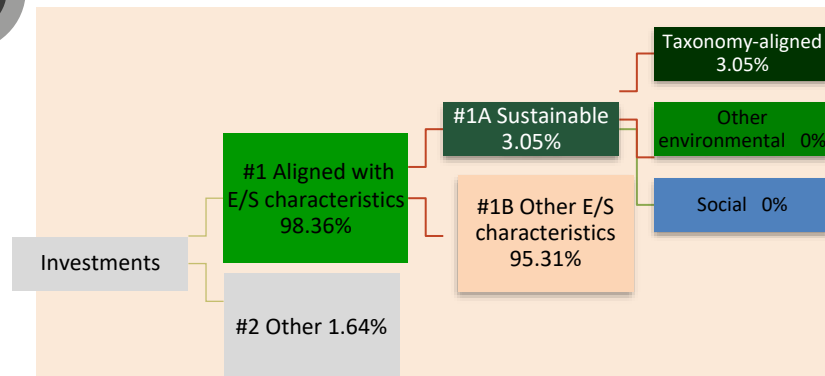 Taxonomy-aligned
3.05%
#1A Sustainable
3.05%
Other
environmental 0%
#1 Aligned with
E/S characteristics
98.36%
#1B Other E/S
characteristics
95.31%
Social 0%
Investments
#2 Other 1.64%